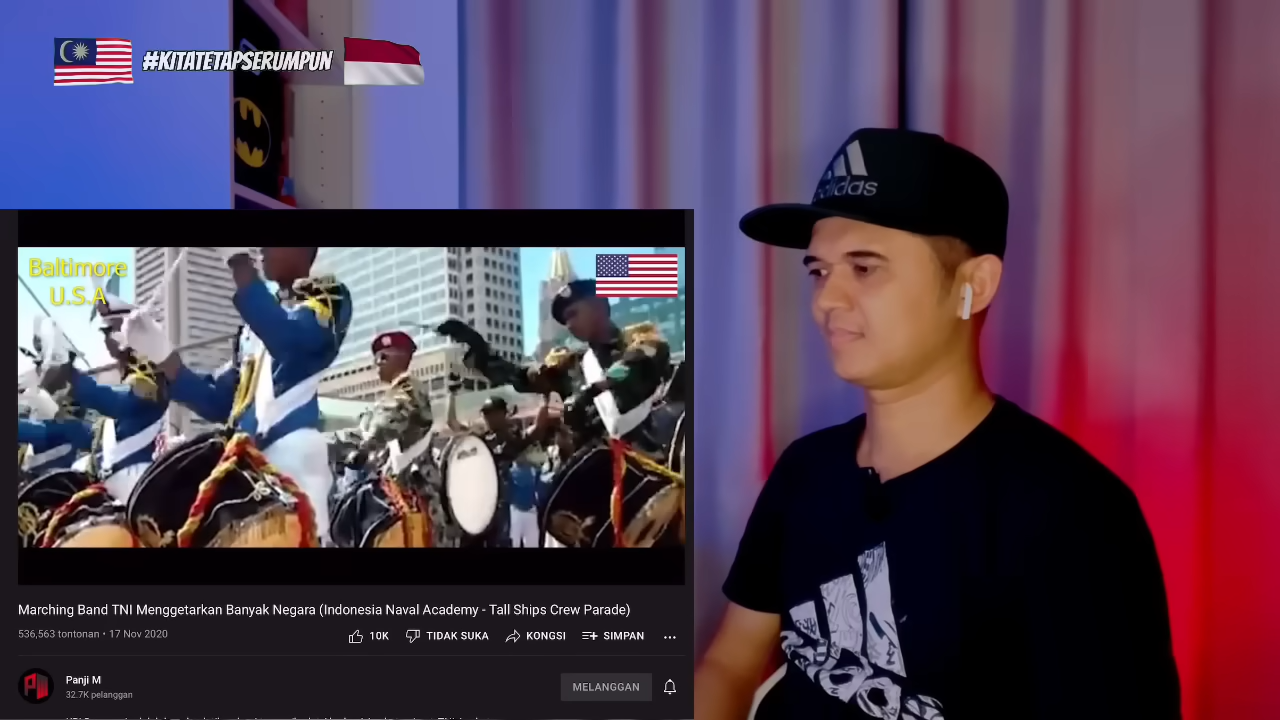 #KITATETAPSERUMPUN
adidas
Baltimore
U.S.A
Marching Band TNI Menggetarkan Banyak Negara (Indonesia Naval Academy - Tall Ships Crew Parade)
536,563 tontonan • 17 Nov 2020
10K
TIDAK SUKA
KONGSI
SIMPAN
Panji M
32.7K pelanggan
MELANGGAN